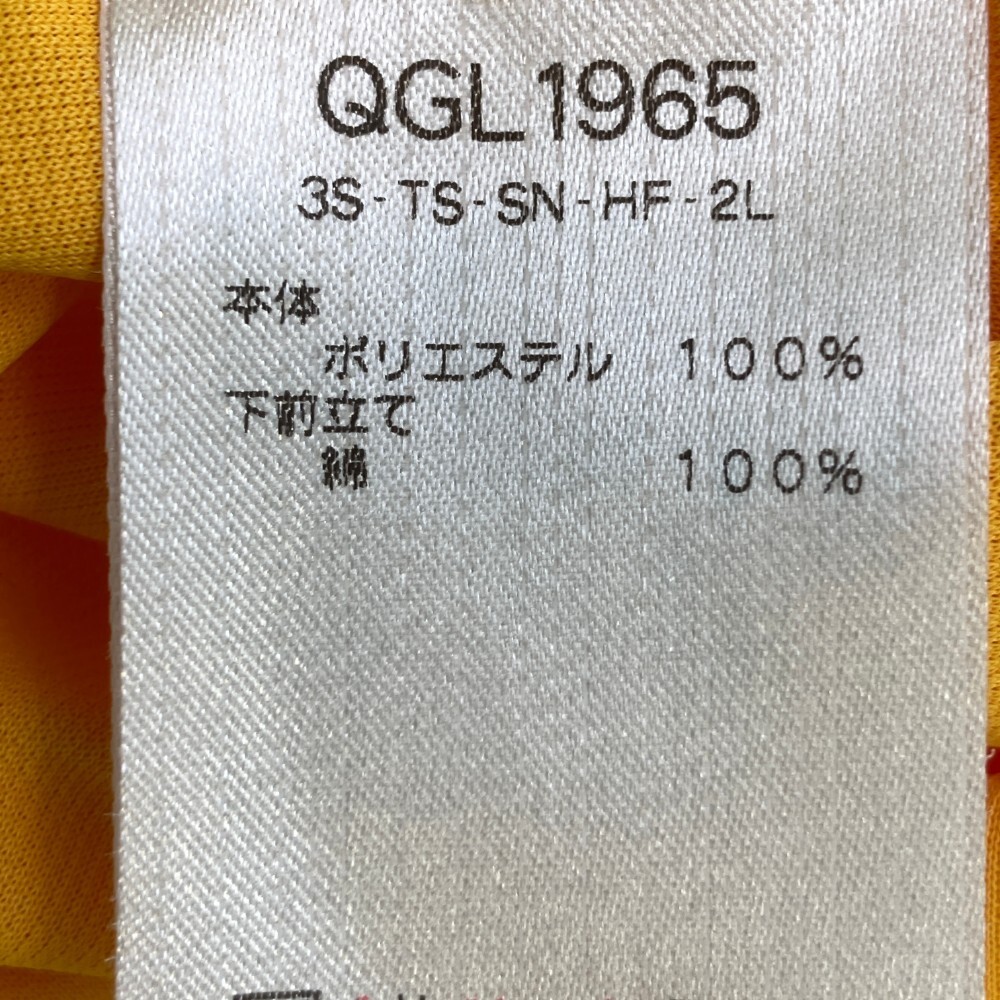 QGL1965
3S-TS-SN-HF-2L
本体
ポリエステル 100%
下前立て
綿 100%